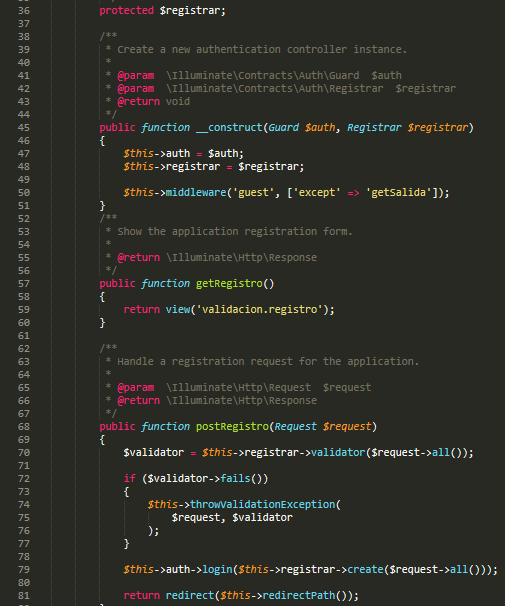 36 protected $registrar;
37
38 /**
39 * Create a new authentication controller instance.
40 *
41 * @param  \Illuminate\Contracts\Auth\Guard  $auth
42 * @param  \Illuminate\Contracts\Auth\Registrar  $registrar
43 * @return void
44 */
45 public function __construct(Guard $auth, Registrar $registrar)
46 {
47 $this->auth = $auth;
48 $this->registrar = $registrar;
49
50 $this->middleware('guest', ['except' => 'getSalida']);
51 }
52 /**
53 * Show the application registration form.
54 *
55 * @return \Illuminate\Http\Response
56 */
57 public function getRegistro()
58 {
59 return view('validacion.registro');
60 }
61
62 /**
63 * Handle a registration request for the application.
64 *
65 * @param  \Illuminate\Http\Request  $request
66 * @return \Illuminate\Http\Response
67 */
68 public function postRegistro(Request $request)
69 {
70 $validator = $this->registrar->validator($request->all());
71
72 if ($validator->fails())
73 {
74 $this->throwValidationException(
75 $request, $validator
76 );
77 }
78
79 $this->auth->login($this->registrar->create($request->all()));
80
81 return redirect($this->redirectPath());